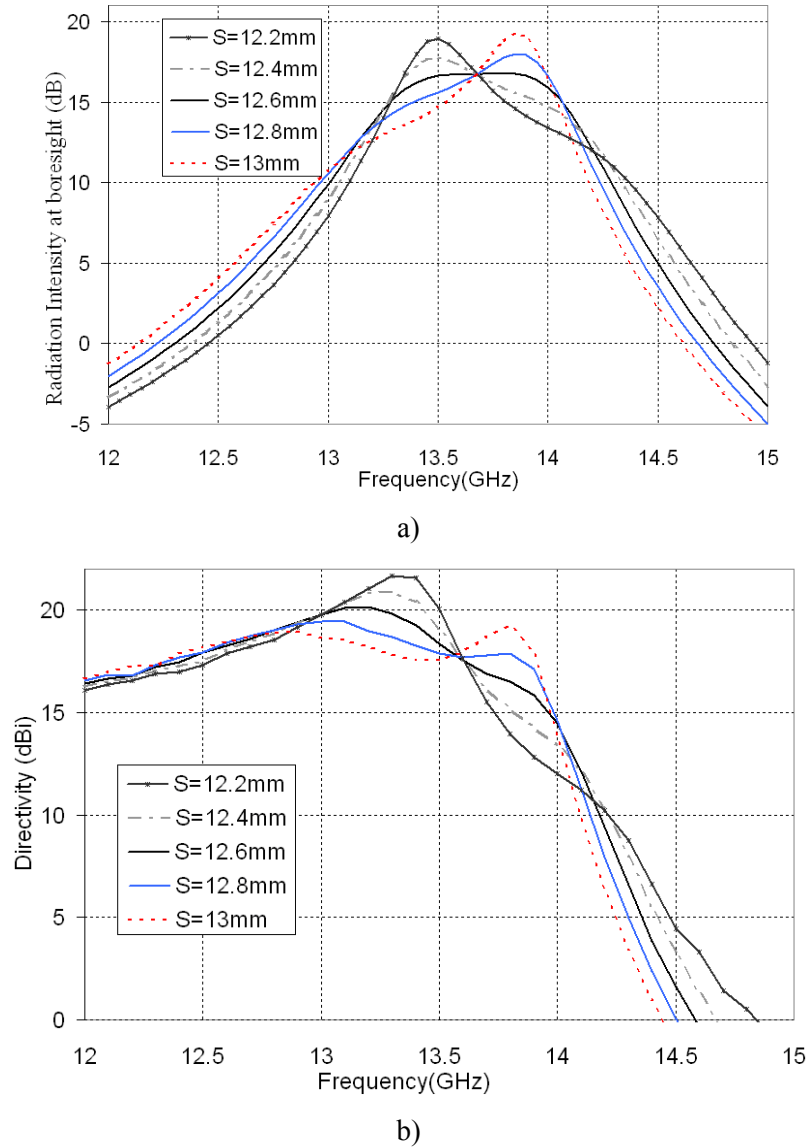 20
15
10
5
0
-5
Radiation Intensity at boresight (dB)
S=12.2mm
S=12.4mm
S=12.6mm
S=12.8mm
S=13mm
12
12.5
13
13.5
14
14.5
15
Frequency(GHz)
a)
20
15
10
5
0
Directivity (dBi)
S=12.2mm
S=12.4mm
S=12.6mm
S=12.8mm
S=13mm
12
12.5
13
13.5
14
14.5
15
Frequency(GHz)
b)